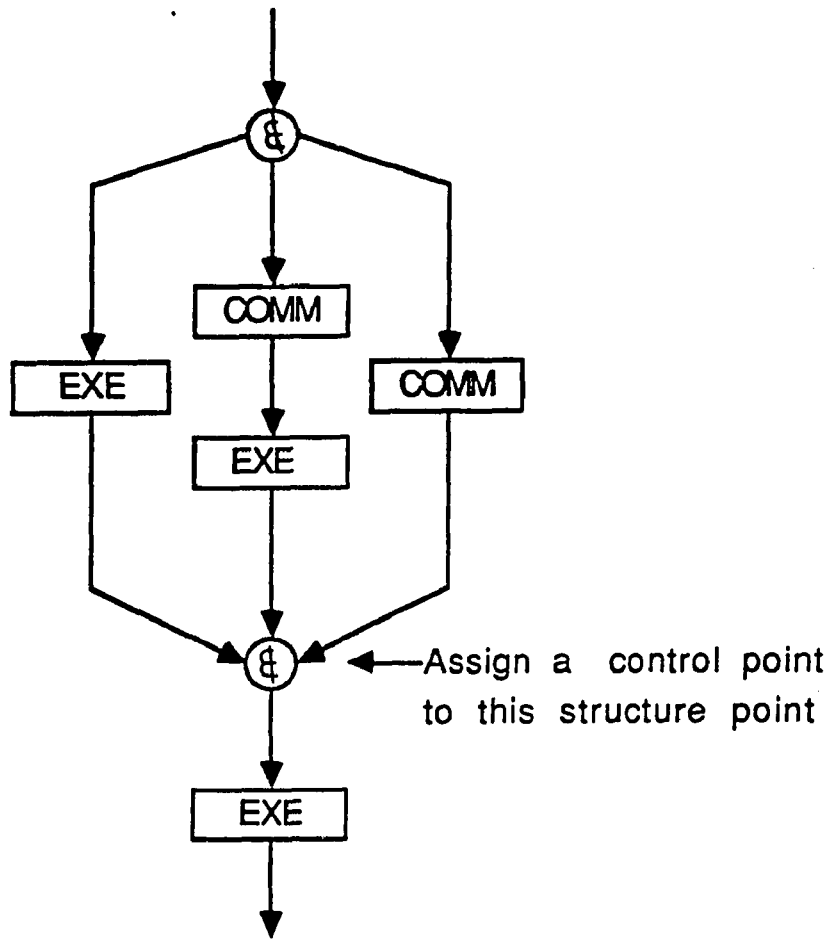 &
COMM
EXE
COMM
EXE
&
Assign a control point
to this structure point
EXE